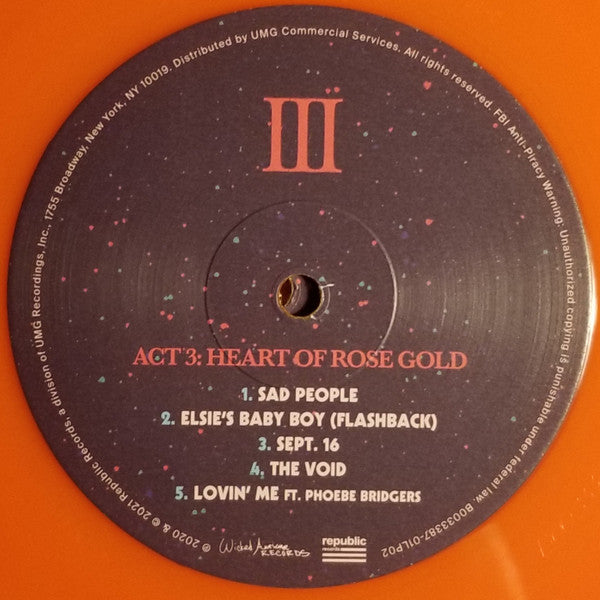 III
ACT 3: HEART OF ROSE GOLD
1. SAD PEOPLE
2. ELSIE'S BABY BOY (FLASHBACK)
3. SEPT. 16
4. THE VOID
5. LOVIN' ME FT. PHOEBE BRIDGERS
Wicked Awesome RECORDS
republic
records
℗ 2020 & © 2021 Republic Records, a division of UMG Recordings, Inc., 1755 Broadway, New York, NY 10019. Distributed by UMG Commercial Services. All rights reserved. FBI Anti-Piracy Warning: Unauthorized copying is punishable under federal law. B0033387-01LP02